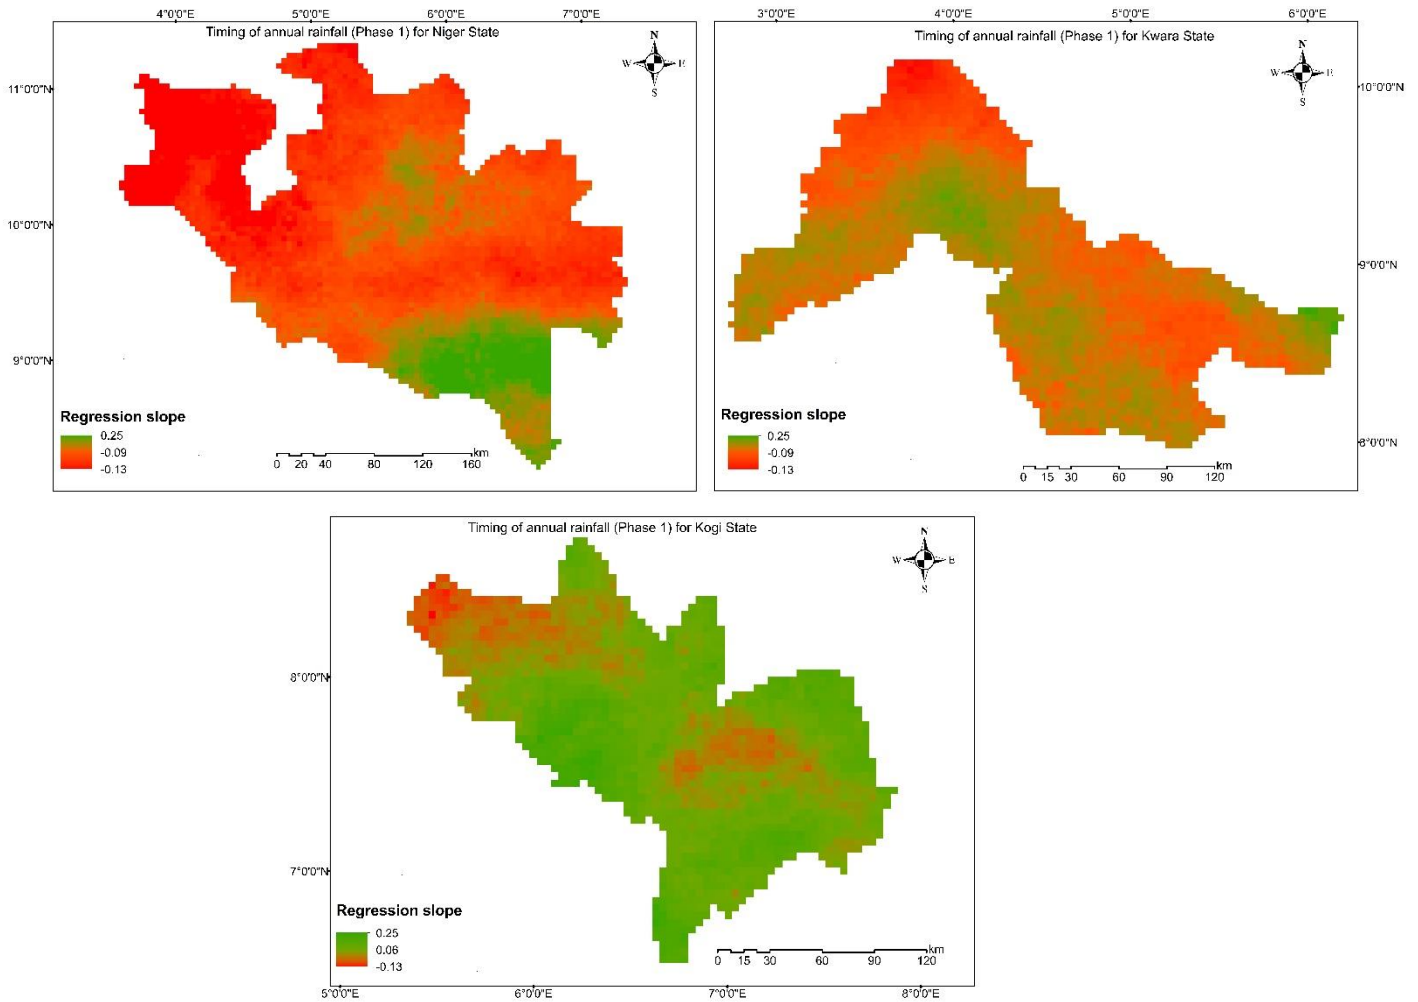 4°0'0"E 5°0'0"E 6°0'0"E 7°0'0"E
Timing of annual rainfall (Phase 1) for Niger State
N
W E
S
11°0'0"N
10°0'0"N
9°0'0"N
Regression slope
0.25
-0.09
-0.13
0 20 40 80 120 160 km
3°0'0"E 4°0'0"E 5°0'0"E 6°0'0"E
Timing of annual rainfall (Phase 1) for Kwara State
N
W E
S
10°0'0"N
9°0'0"N
8°0'0"N
Regression slope
0.25
-0.09
-0.13
0 15 30 60 90 120 km
Timing of annual rainfall (Phase 1) for Kogi State
N
W E
S
8°0'0"N
7°0'0"N
Regression slope
0.25
0.06
-0.13
0 15 30 60 90 120 km
5°0'0"E 6°0'0"E 7°0'0"E 8°0'0"E